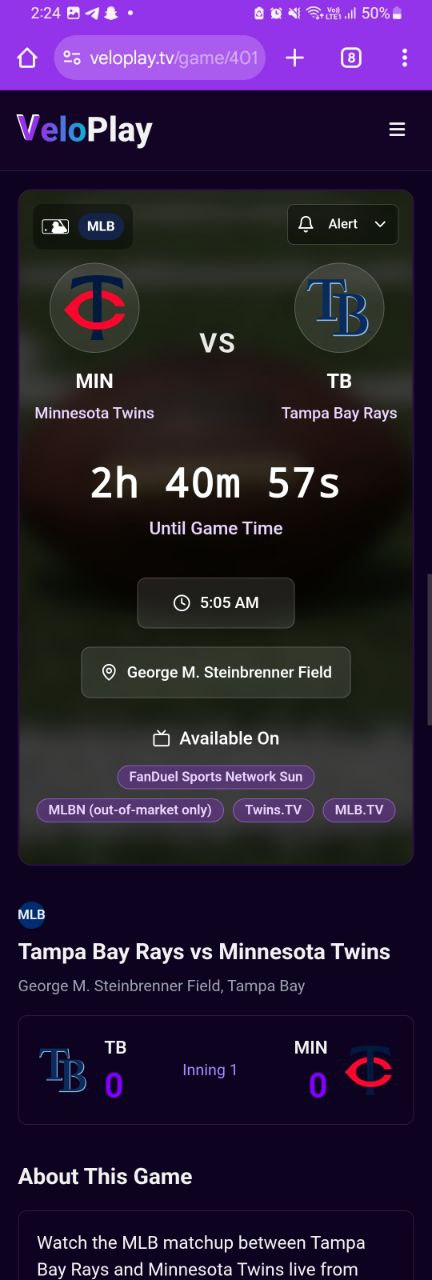 2:24
50%
veloplay.tv/game/401
8
VeloPlay
MLB
Alert
VS
MIN
TB
Minnesota Twins
Tampa Bay Rays
2h 40m 57s
Until Game Time
5:05 AM
George M. Steinbrenner Field
Available On
FanDuel Sports Network Sun
MLBN (out-of-market only)
Twins.TV
MLB.TV
MLB
Tampa Bay Rays vs Minnesota Twins
George M. Steinbrenner Field, Tampa Bay
TB
MIN
0
Inning 1
0
About This Game
Watch the MLB matchup between Tampa
Bay Rays and Minnesota Twins live from